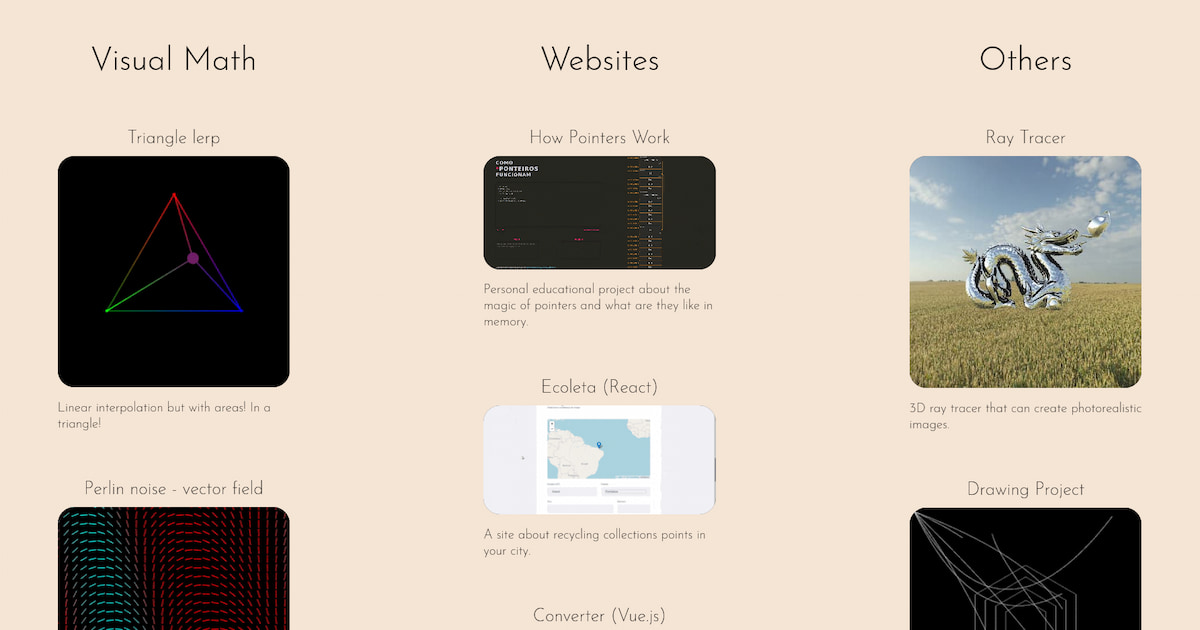 Visual Math
Triangle lerp
Linear interpolation but with areas! In a
triangle!
Perlin noise - vector field
Websites
How Pointers Work
COMO
PONTEIROS
FUNCIONAM
Personal educational project about the
magic of pointers and what are they like in
memory.
Ecoleta (React)
A site about recycling collections points in
your city.
Converter (Vue.js)
Others
Ray Tracer
3D ray tracer that can create photorealistic
images.
Drawing Project